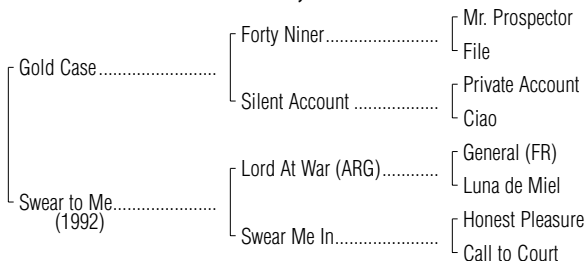 Mr. Prospector
Forty Niner..........................
File
Gold Case............................
Private Account
Silent Account ...................
Ciao
General (FR)
Lord At War (ARG)............
Luna de Miel
Swear to Me.........................
(1992)
Honest Pleasure
Swear Me In........................
Call to Court